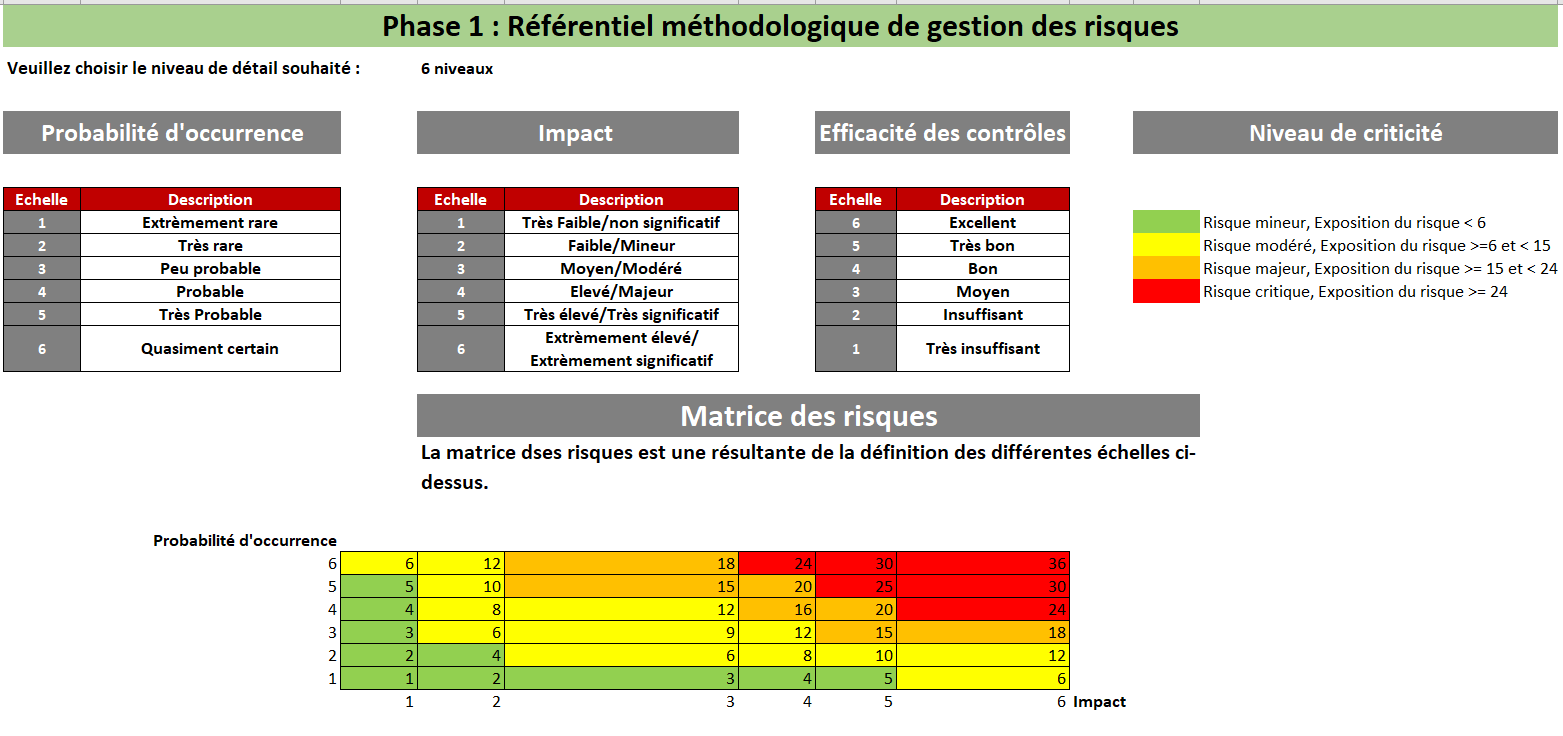 Phase 1 : Référentiel méthodologique de gestion des risques
Veuillez choisir le niveau de détail souhaité : 6 niveaux
Probabilité d'occurrence
Echelle Description
1 Extrèmement rare
2 Très rare
3 Peu probable
4 Probable
5 Très Probable
6 Quasiment certain
Impact
Echelle Description
1 Très Faible/non significatif
2 Faible/Mineur
3 Moyen/Modéré
4 Elevé/Majeur
5 Très élevé/Très significatif
6 Extrèmement élevé/
Extrèmement significatif
Efficacité des contrôles
Echelle Description
6 Excellent
5 Très bon
4 Bon
3 Moyen
2 Insuffisant
1 Très insuffisant
Niveau de criticité
Risque mineur, Exposition du risque < 6
Risque modéré, Exposition du risque >=6 et < 15
Risque majeur, Exposition du risque >= 15 et < 24
Risque critique, Exposition du risque >= 24
Matrice des risques
La matrice dses risques est une résultante de la définition des différentes échelles ci-
dessus.
Probabilité d'occurrence
6 6 12 18 24 30 36
5 5 10 15 20 25 30
4 4 8 12 16 20 24
3 3 6 9 12 15 18
2 2 4 6 8 10 12
1 1 2 3 4 5 6
1 2 3 4 5 6 Impact